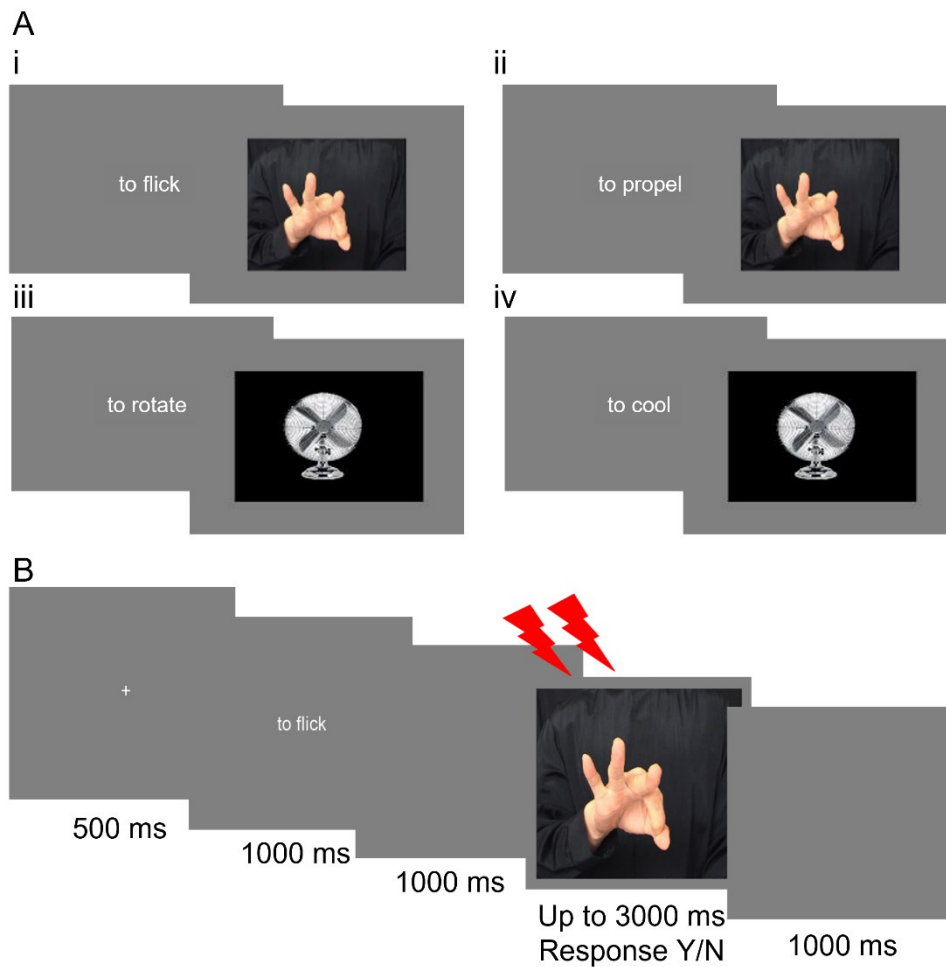 A
i
ii
to flick
to propel
iii
iv
to rotate
to cool
B
+
to flick
500 ms
1000 ms
1000 ms
Up to 3000 ms
Response Y/N
1000 ms